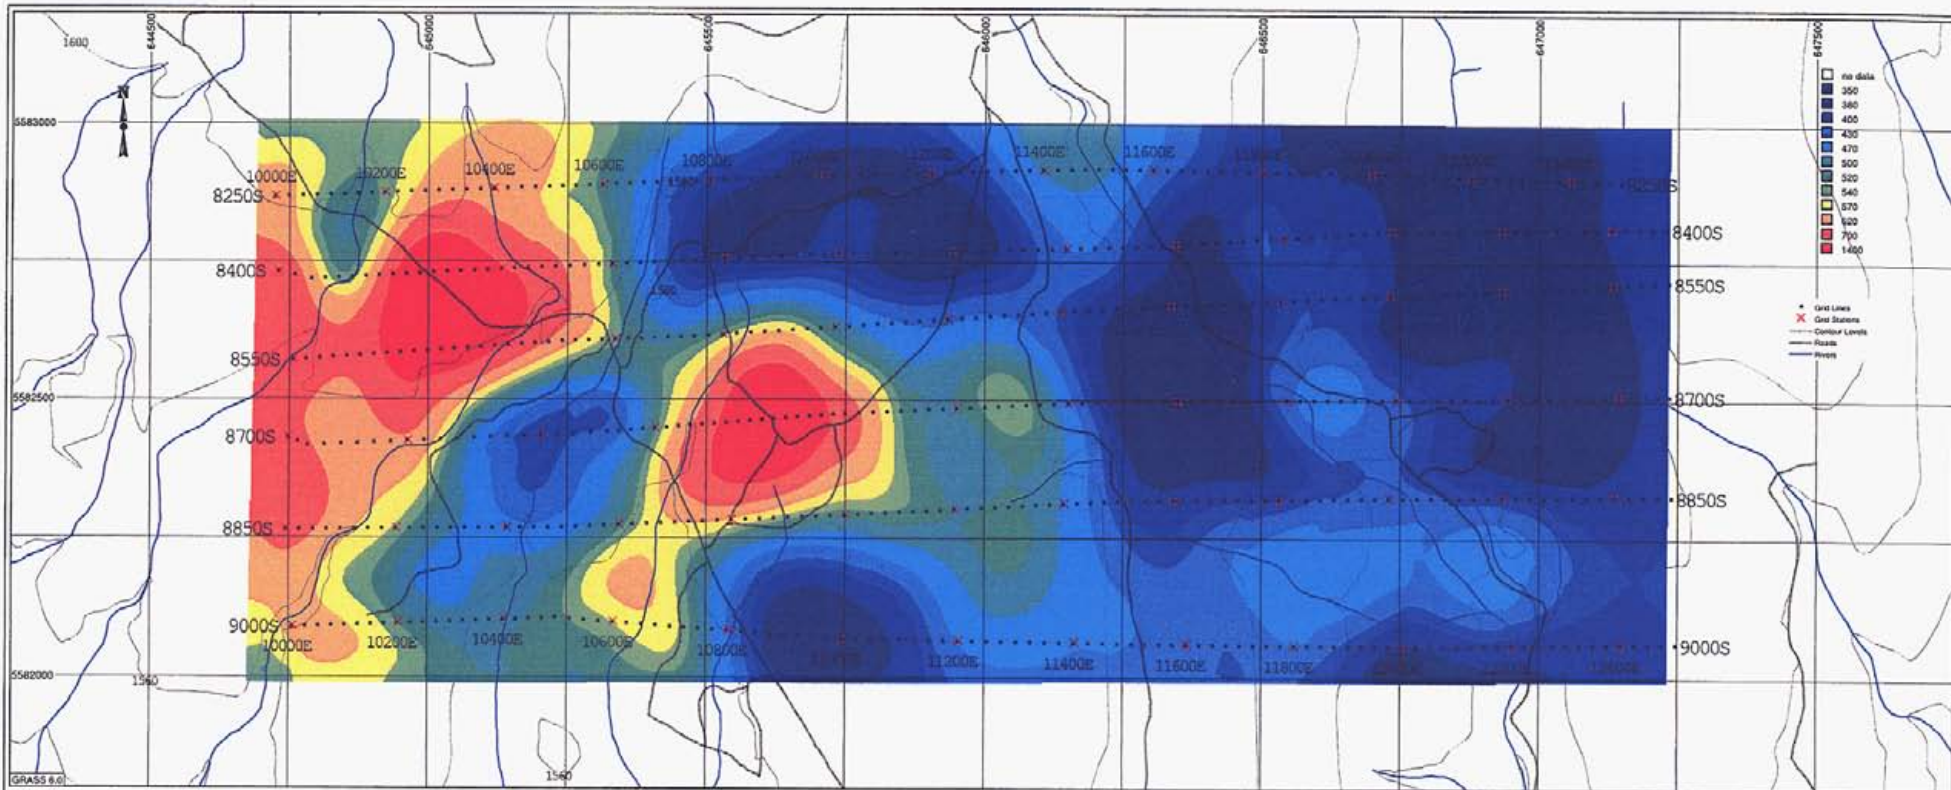 644500
645000
645500
646000
646500
647000
647500
1600
N
5583000
no data
350
380
400
430
470
500
520
540
570
620
700
1400
10000E
10200E
10400E
10600E
10800E
11400E
11600E
8250S
8250S
8400S
8400S
8550S
8550S
Grid Lines
Grid Stations
Contour Levels
Roads
Rivers
5582500
8700S
8700S
8850S
8850S
9000S
9000S
10000E
10200E
10400E
10600E
10800E
11200E
11400E
11600E
11800E
5582000
1560
1560
GRASS 6.0